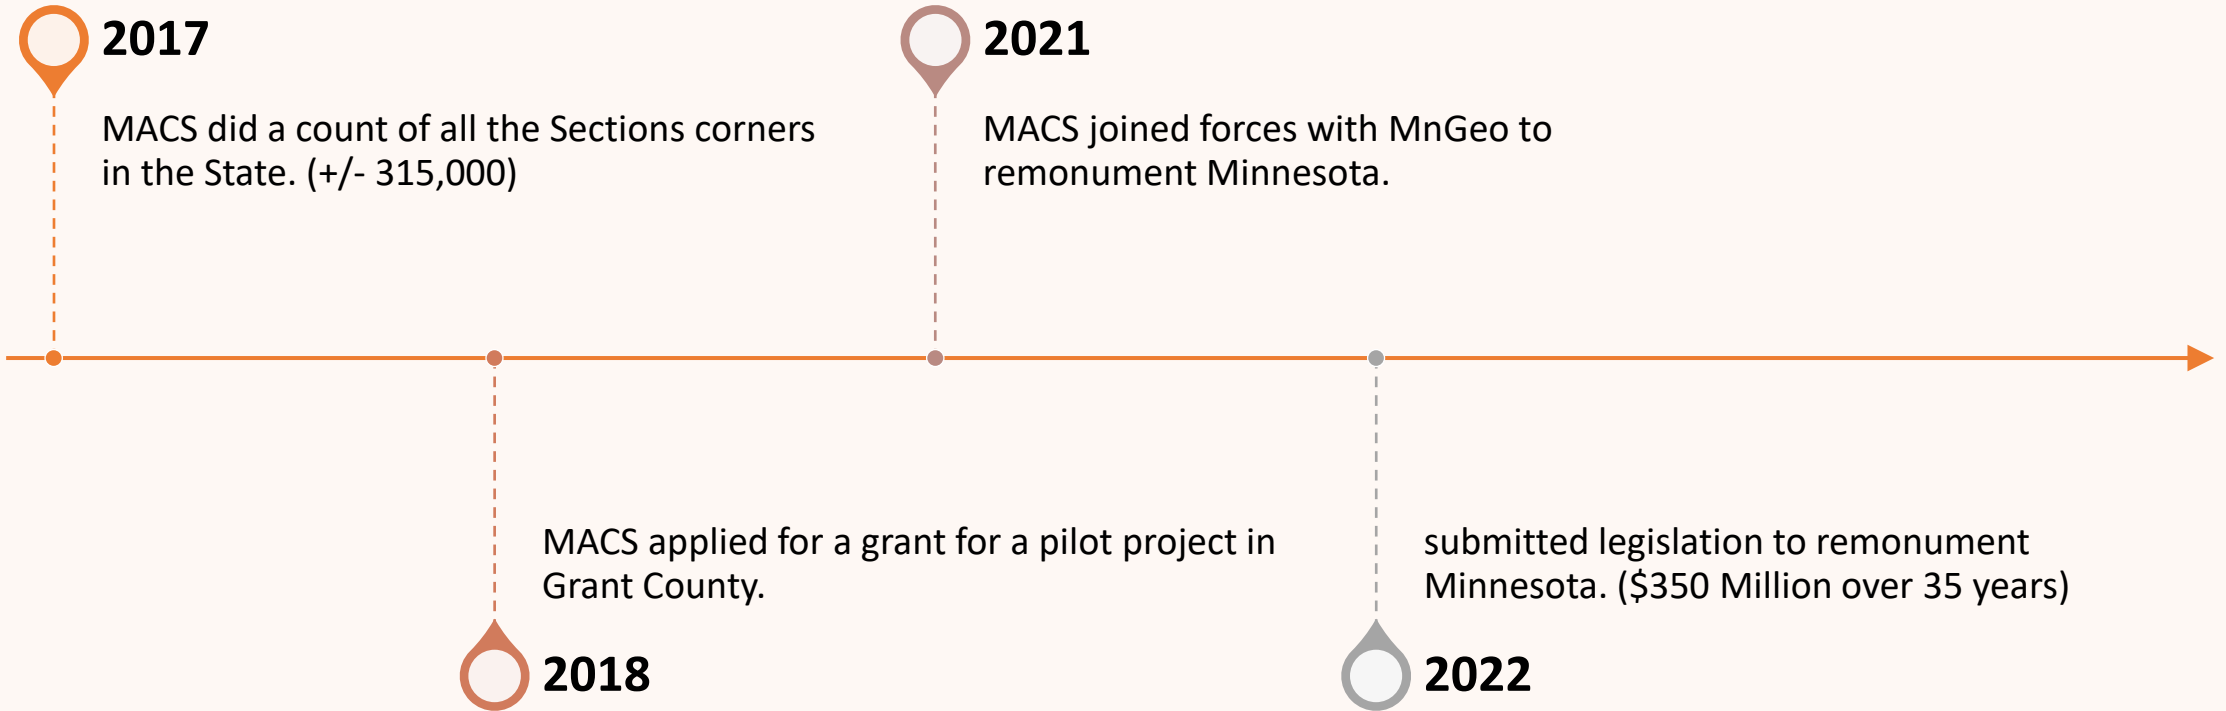 2017
MACS did a count of all the Sections corners
in the State. (+/- 315,000)
2018
MACS applied for a grant for a pilot project in
Grant County.
2021
MACS joined forces with MnGeo to
remonument Minnesota.
2022
submitted legislation to remonument
Minnesota. ($350 Million over 35 years)